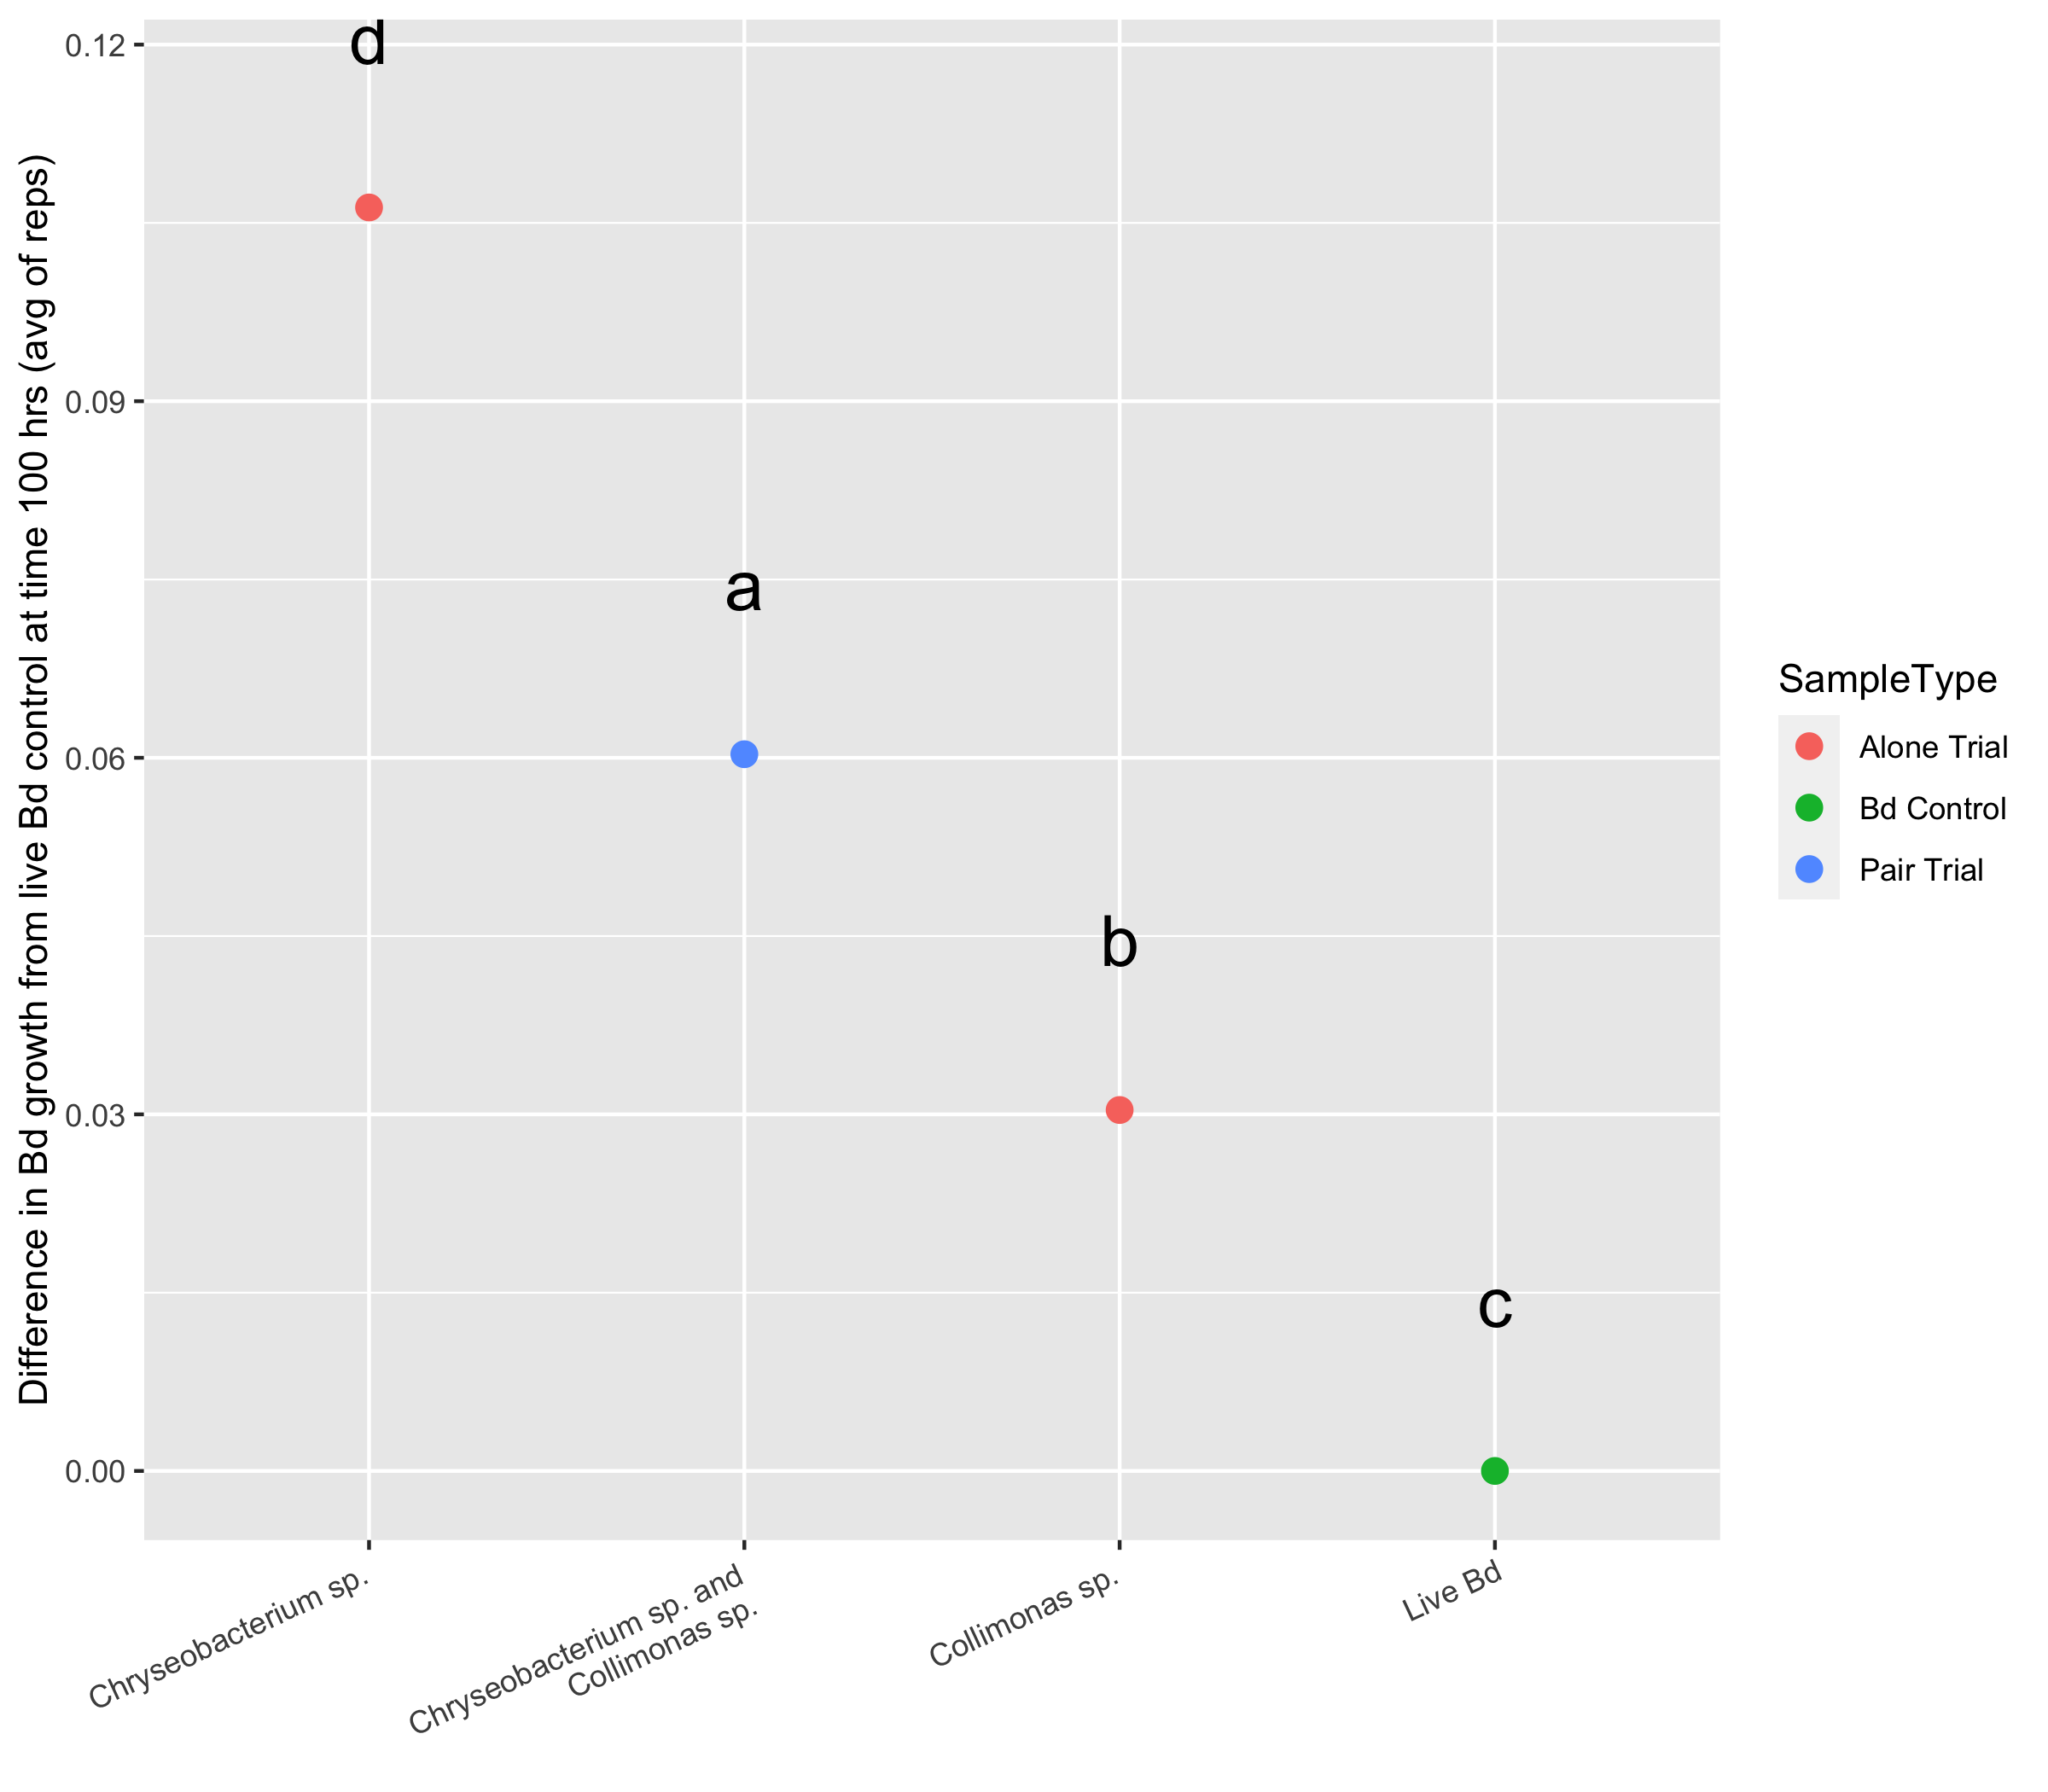 Difference in Bd growth from live Bd control at time 100 hrs (avg of reps)
0.12
0.09
0.06
0.03
0.00
d
a
b
c
Chryseobacterium sp.
Chryseobacterium sp. and
Collimonas sp.
Collimonas sp.
Live Bd
SampleType
Alone Trial
Bd Control
Pair Trial